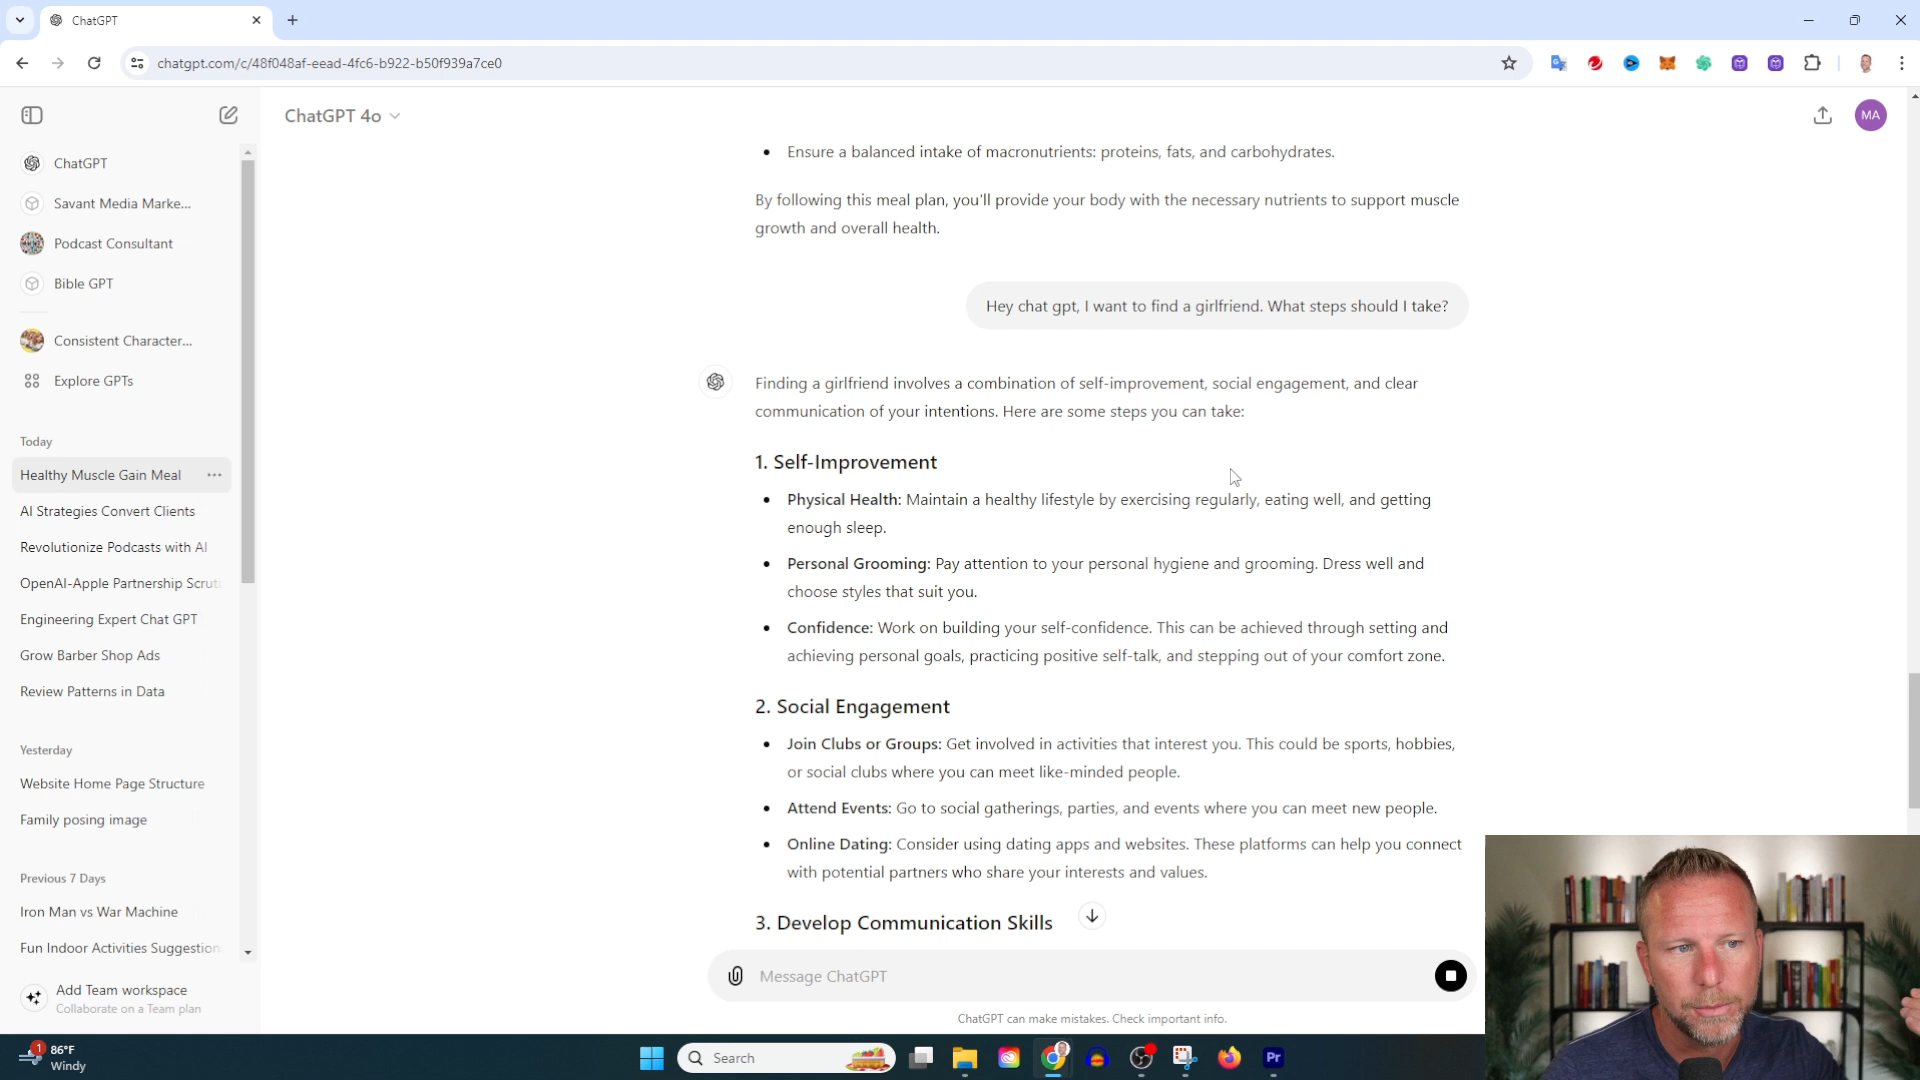 ChatGPT
chatgpt.com/c/48f048af-eead-4fc6-b922-b50f939a7ce0
ChatGPT 4o
MA
ChatGPT
Savant Media Marke...
Podcast Consultant
Bible GPT
Consistent Character...
Explore GPTs
Today
Healthy Muscle Gain Meal
AI Strategies Convert Clients
Revolutionize Podcasts with AI
OpenAI-Apple Partnership Scruti
Engineering Expert Chat GPT
Grow Barber Shop Ads
Review Patterns in Data
Yesterday
Website Home Page Structure
Family posing image
Previous 7 Days
Iron Man vs War Machine
Fun Indoor Activities Suggestion
Add Team workspace
Collaborate on a Team plan
• Ensure a balanced intake of macronutrients: proteins, fats, and carbohydrates.
By following this meal plan, you'll provide your body with the necessary nutrients to support muscle
growth and overall health.
Hey chat gpt, I want to find a girlfriend. What steps should I take?
Finding a girlfriend involves a combination of self-improvement, social engagement, and clear
communication of your intentions. Here are some steps you can take:
1. Self-Improvement
• Physical Health: Maintain a healthy lifestyle by exercising regularly, eating well, and getting
enough sleep.
• Personal Grooming: Pay attention to your personal hygiene and grooming. Dress well and
choose styles that suit you.
• Confidence: Work on building your self-confidence. This can be achieved through setting and
achieving personal goals, practicing positive self-talk, and stepping out of your comfort zone.
2. Social Engagement
• Join Clubs or Groups: Get involved in activities that interest you. This could be sports, hobbies,
or social clubs where you can meet like-minded people.
• Attend Events: Go to social gatherings, parties, and events where you can meet new people.
• Online Dating: Consider using dating apps and websites. These platforms can help you connect
with potential partners who share your interests and values.
3. Develop Communication Skills
Message ChatGPT
ChatGPT can make mistakes. Check important info.
1
86°F
Windy
Search
Pr